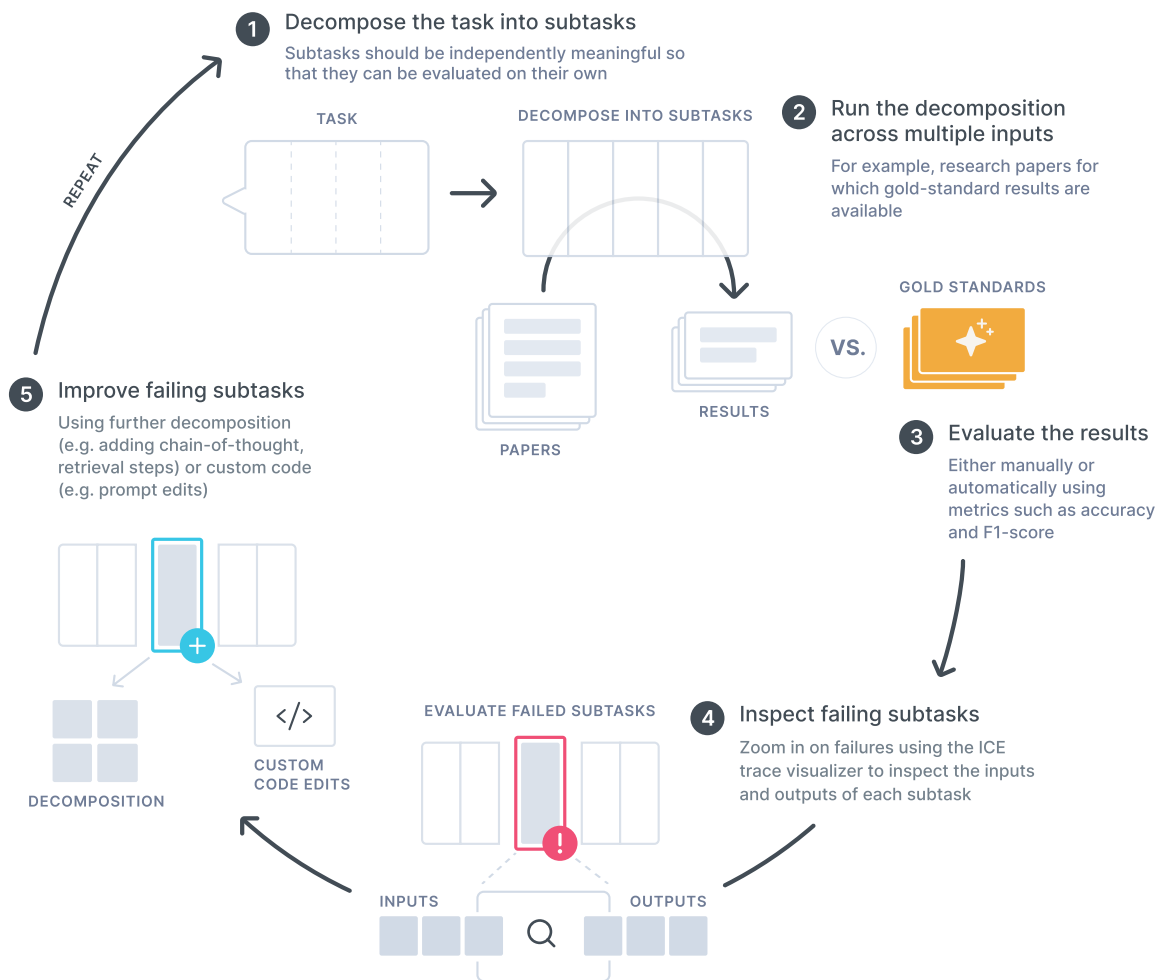 1
Decompose the task into subtasks
Subtasks should be independently meaningful so
that they can be evaluated on their own
TASK
DECOMPOSE INTO SUBTASKS
2
Run the decomposition
across multiple inputs
For example, research papers for
which gold-standard results are
available
REPEAT
PAPERS
RESULTS
VS.
GOLD STANDARDS
3
Evaluate the results
Either manually or
automatically using
metrics such as accuracy
and F1-score
4
Inspect failing subtasks
Zoom in on failures using the ICE
trace visualizer to inspect the inputs
and outputs of each subtask
EVALUATE FAILED SUBTASKS
!
INPUTS
OUTPUTS
5
Improve failing subtasks
Using further decomposition
(e.g. adding chain-of-thought,
retrieval steps) or custom code
(e.g. prompt edits)
+
DECOMPOSITION
</>
CUSTOM
CODE EDITS